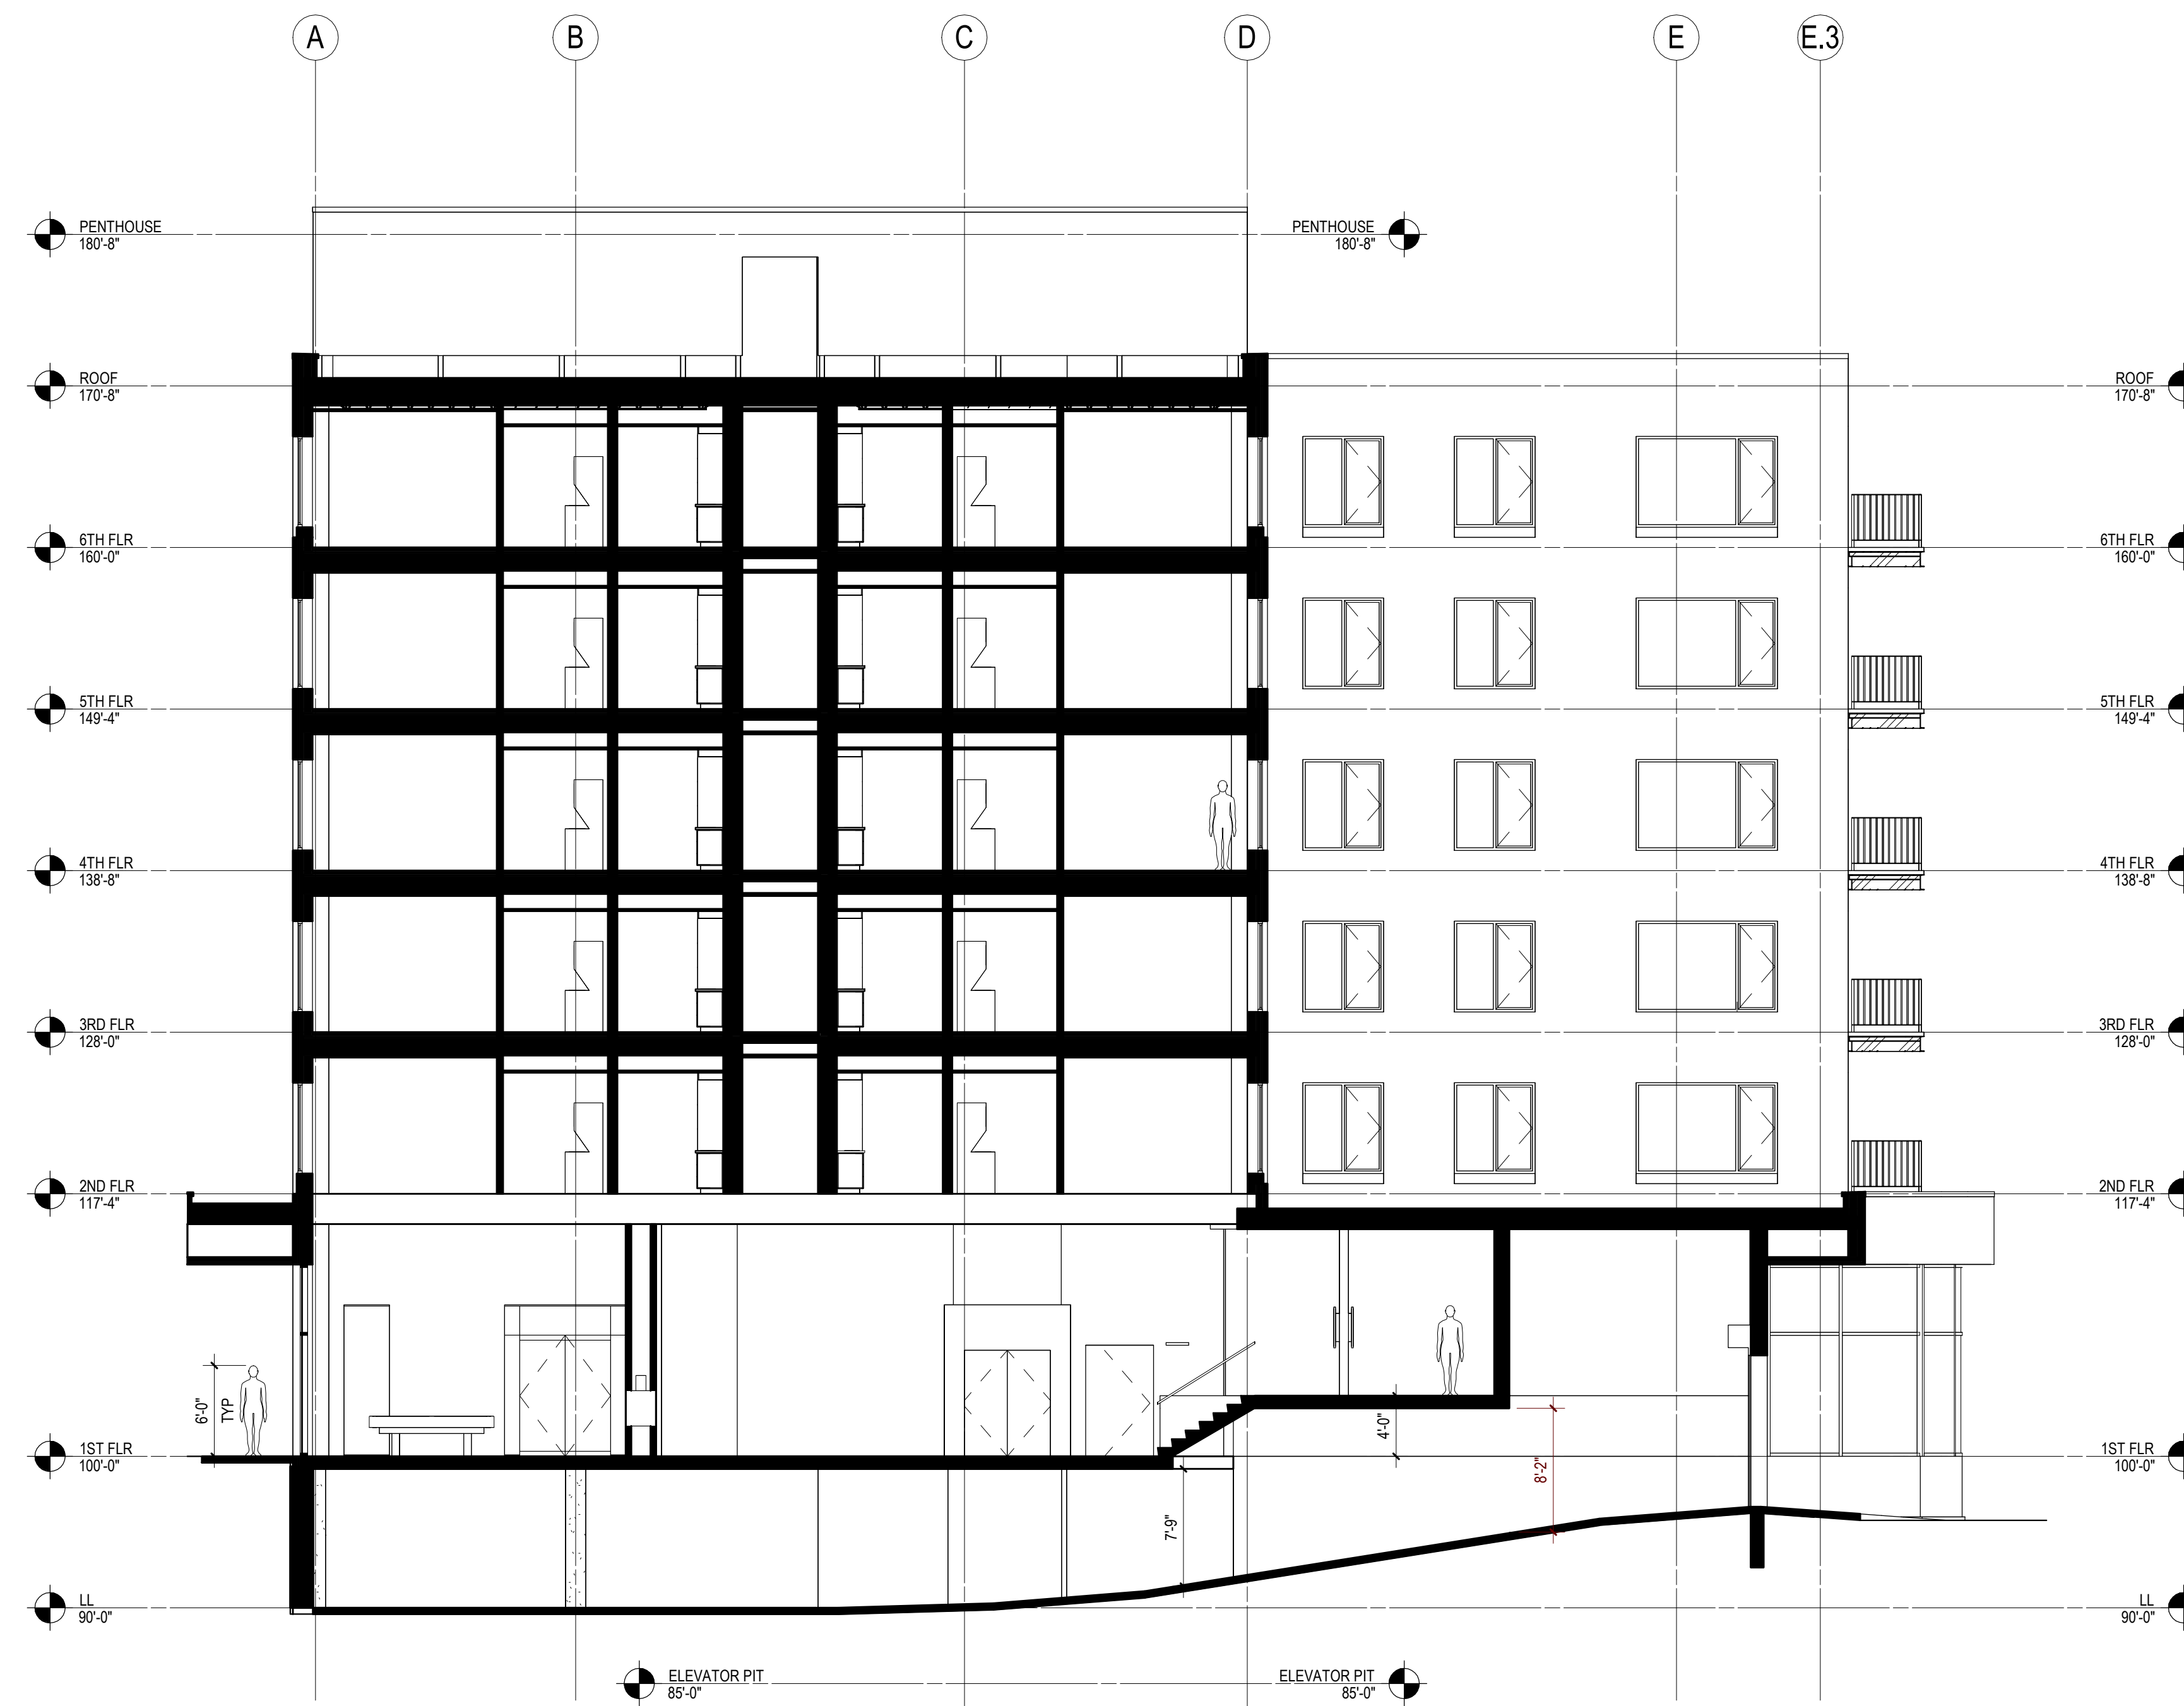 A B C D E E.3
PENTHOUSE
180'-8"
PENTHOUSE
180'-8"
ROOF
170'-8"
ROOF
170'-8"
6TH FLR
160'-0"
6TH FLR
160'-0"
5TH FLR
149'-4"
5TH FLR
149'-4"
4TH FLR
138'-8"
4TH FLR
138'-8"
3RD FLR
128'-0"
3RD FLR
128'-0"
2ND FLR
117'-4"
2ND FLR
117'-4"
6'-0"
TYP
4'-0"
1ST FLR
100'-0"
1ST FLR
100'-0"
8'-2"
7'-9"
LL
90'-0"
LL
90'-0"
ELEVATOR PIT
85'-0"
ELEVATOR PIT
85'-0"